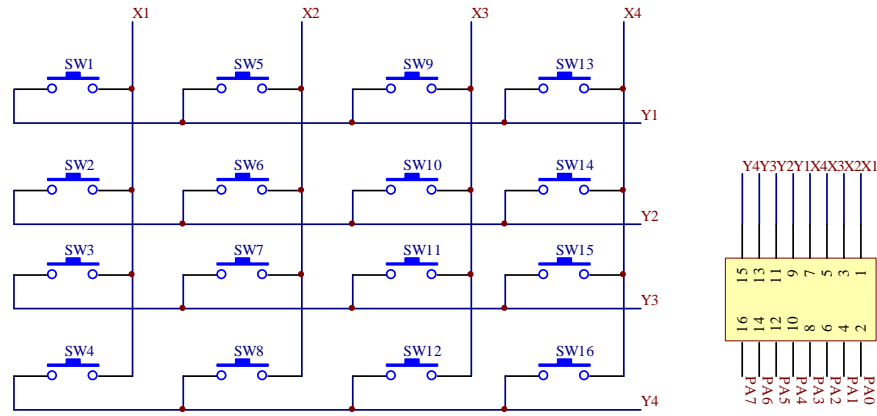 X1 X2 X3 X4
SW1 SW5 SW9 SW13
Y1
SW2 SW6 SW10 SW14
Y2
SW3 SW7 SW11 SW15
Y3
SW4 SW8 SW12 SW16
Y4
Y4Y3Y2Y1X4X3X2X1
15 13 11 9 7 5 3 1
16 14 12 10 8 6 4 2
PA7 PA6 PA5 PA4 PA3 PA2 PA1 PA0